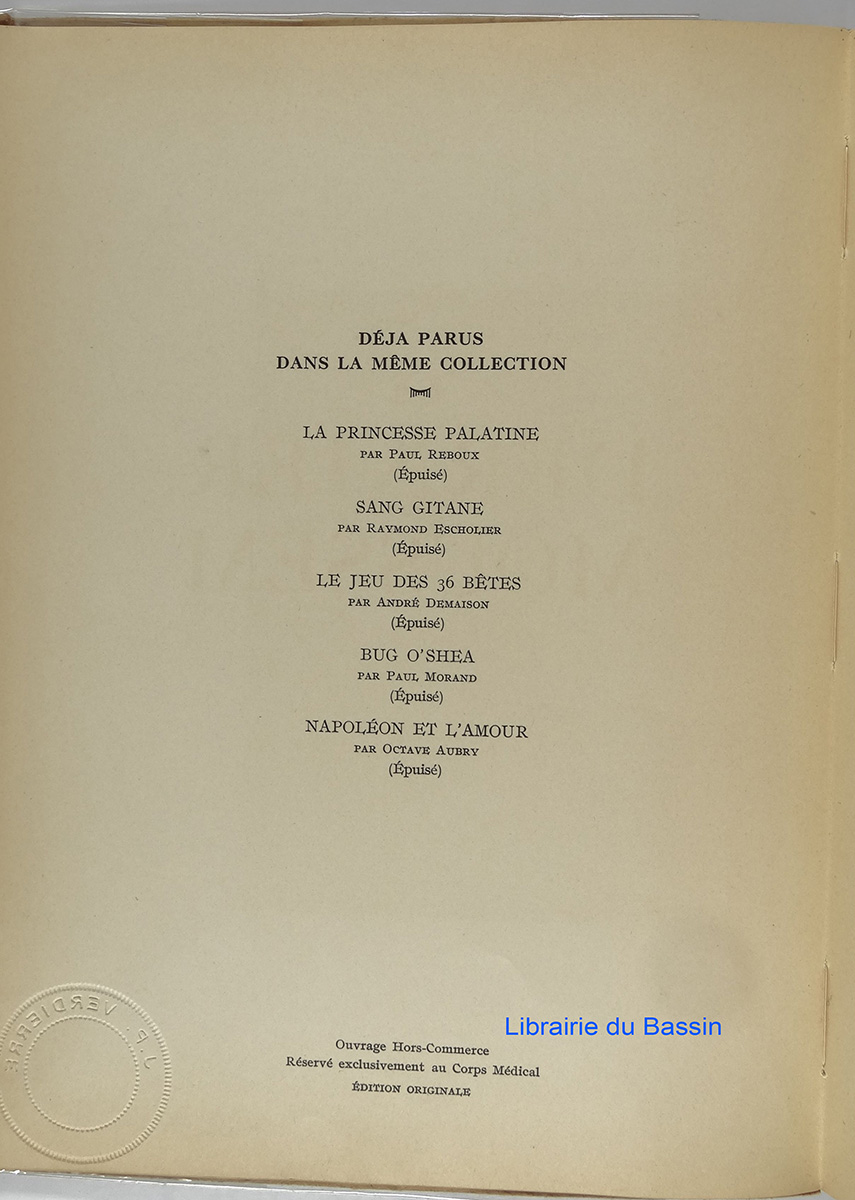 DÉJA PARUS
DANS LA MÊME COLLECTION
LA PRINCESSE PALATINE
PAR PAUL REBOUX
(Épuisé)
SANG GITANE
PAR RAYMOND ESCHOLIER
(Épuisé)
LE JEU DES 36 BÊTES
PAR ANDRÉ DEMAISON
(Épuisé)
BUG O'SHEA
PAR PAUL MORAND
(Épuisé)
NAPOLÉON ET L'AMOUR
PAR OCTAVE AUBRY
(Épuisé)
Librairie du Bassin
Ouvrage Hors-Commerce
Réservé exclusivement au Corps Médical
ÉDITION ORIGINALE
J. P. VERDIERRE